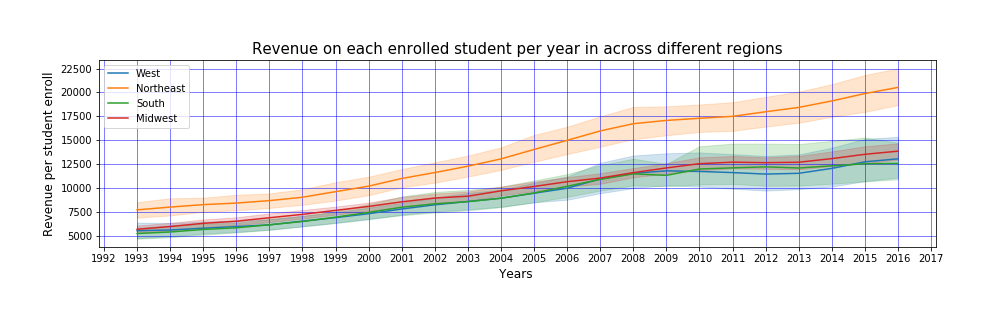 Revenue on each enrolled student per year in across different regions
Revenue per student enroll
22500
20000
17500
15000
12500
10000
7500
5000
West
Northeast
South
Midwest
1992 1993 1994 1995 1996 1997 1998 1999 2000 2001 2002 2003 2004 2005 2006 2007 2008 2009 2010 2011 2012 2013 2014 2015 2016 2017
Years